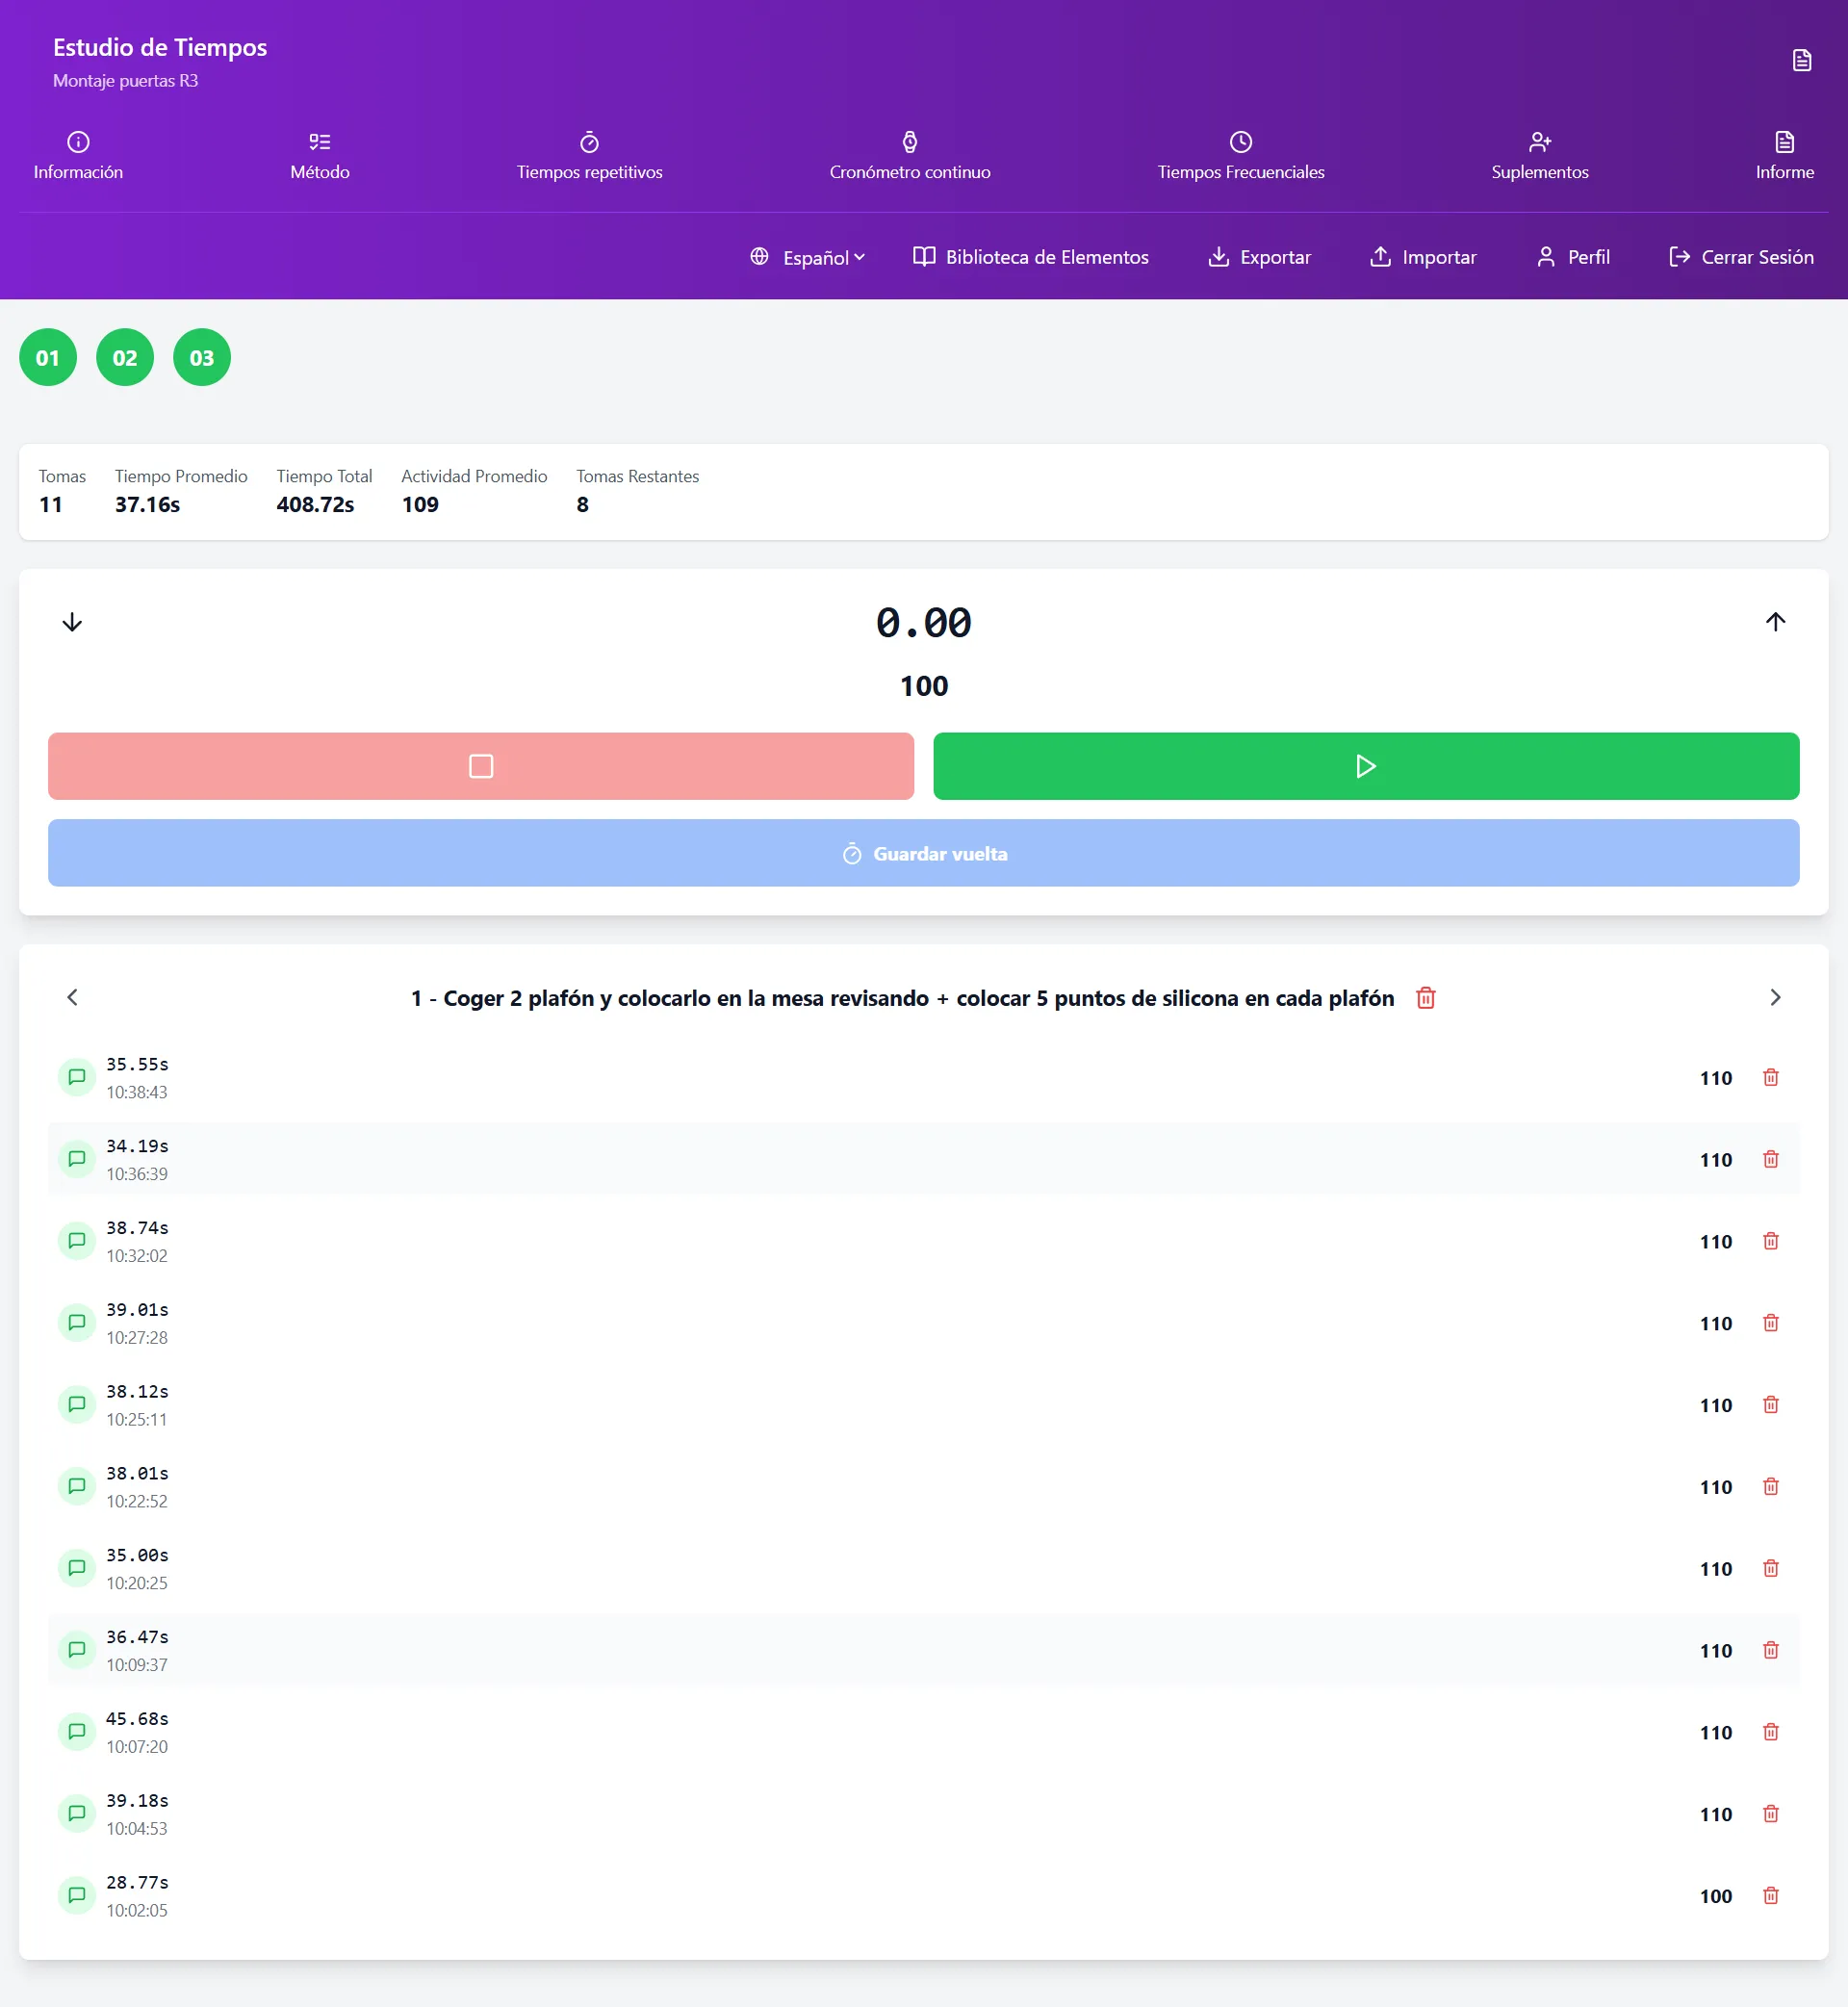 Estudio de Tiempos
Montaje puertas R3
Información
Método
Tiempos repetitivos
Cronómetro continuo
Tiempos Frecuenciales
Suplementos
Informe
Español
Biblioteca de Elementos
Exportar
Importar
Perfil
Cerrar Sesión
01
02
03
Tomas
11
Tiempo Promedio
37.16s
Tiempo Total
408.72s
Actividad Promedio
109
Tomas Restantes
8
0.00
100
Guardar vuelta
1 - Coger 2 plafón y colocarlo en la mesa revisando + colocar 5 puntos de silicona en cada plafón
35.55s
10:38:43
110
34.19s
10:36:39
110
38.74s
10:32:02
110
39.01s
10:27:28
110
38.12s
10:25:11
110
38.01s
10:22:52
110
35.00s
10:20:25
110
36.47s
10:09:37
110
45.68s
10:07:20
110
39.18s
10:04:53
110
28.77s
10:02:05
100